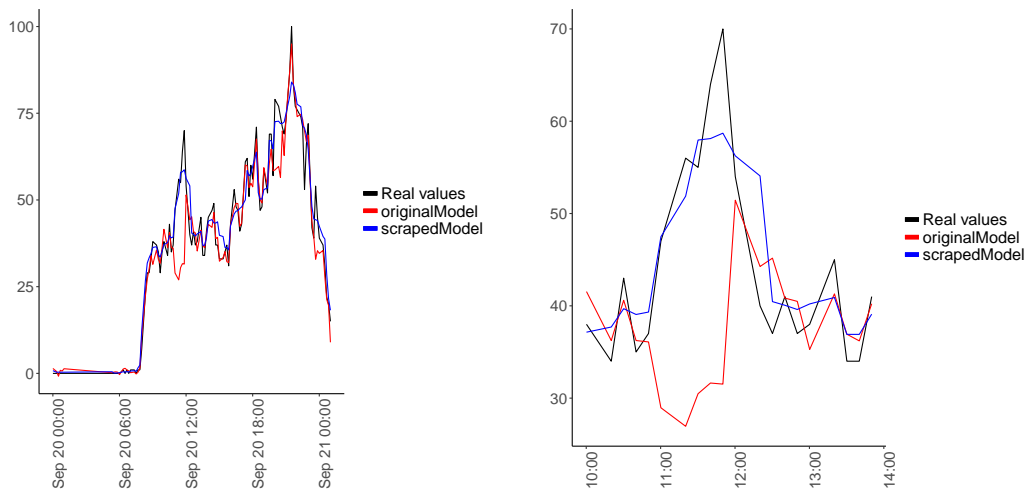 100
75
50
25
0
Sep 20 00:00
Sep 20 06:00
Sep 20 12:00
Sep 20 18:00
Sep 21 00:00
Real values
originalModel
scrapedModel
70
60
50
40
30
10:00
11:00
12:00
13:00
14:00
Real values
originalModel
scrapedModel